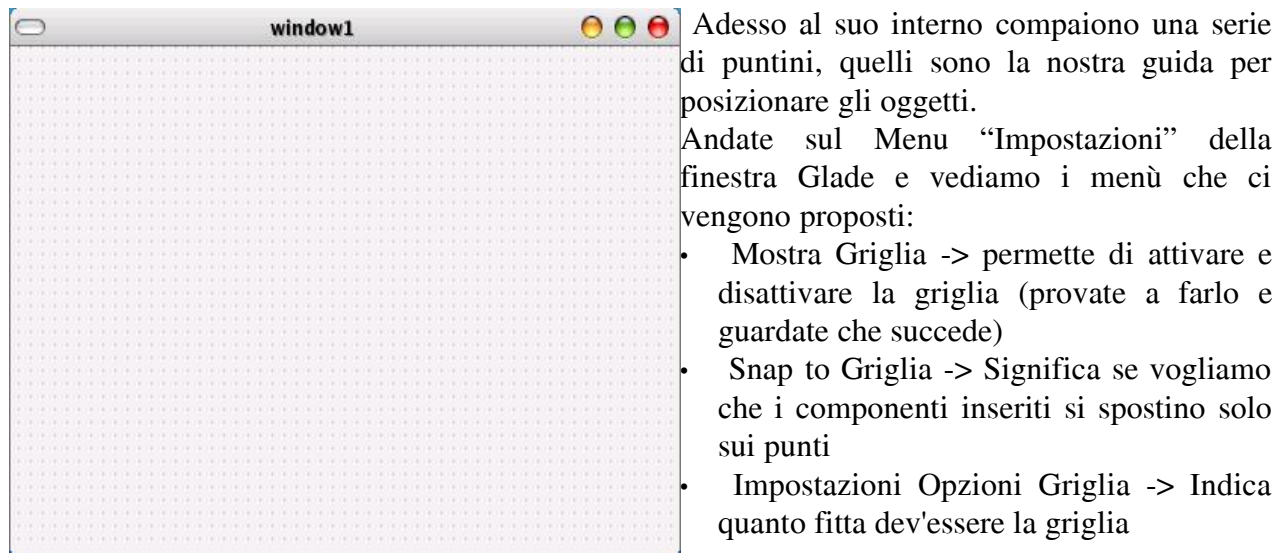 window1
Adesso al suo interno compaiono una serie
di puntini, quelli sono la nostra guida per
posizionare gli oggetti.
Andate sul Menu “Impostazioni” della
finestra Glade e vediamo i menù che ci
vengono proposti:
• Mostra Griglia -> permette di attivare e
disattivare la griglia (provate a farlo e
guardate che succede)
• Snap to Griglia -> Significa se vogliamo
che i componenti inseriti si spostino solo
sui punti
• Impostazioni Opzioni Griglia -> Indica
quanto fitta dev'essere la griglia